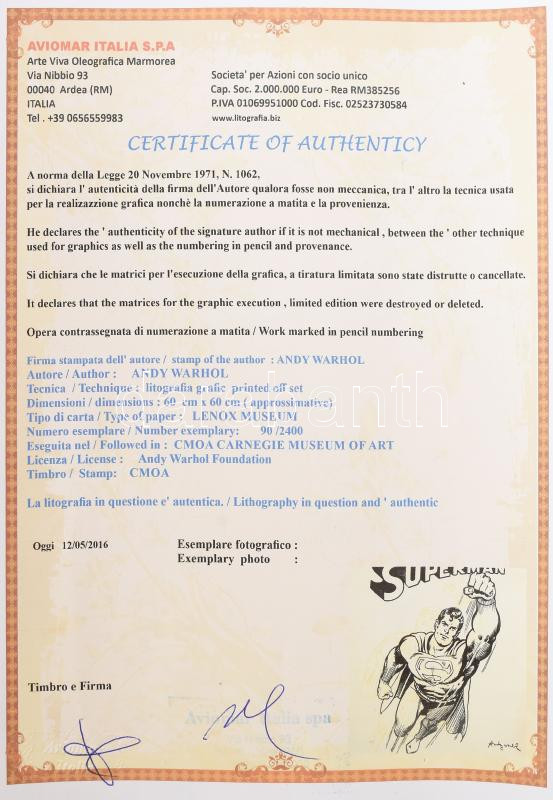 AVIOMAR ITALIA S.P.A
Arte Viva Oleografica Marmorea
Via Nibbio 93
00040 Ardea (RM)
ITALIA
Tel . +39 0656559983
Societa' per Azioni con socio unico
Cap. Soc. 2.000.000 Euro - Rea RM385256
P.IVA 01069951000 Cod. Fisc. 02523730584
www.litografia.biz
CERTIFICATE OF AUTHENTICY
A norma della Legge 20 Novembre 1971, N. 1062,
si dichiara l' autenticità della firma dell'Autore qualora fosse non meccanica, tra l' altro la tecnica usata
per la realizazzione grafica nonchè la numerazione a matita e la provenienza.
He declares the ' authenticity of the signature author if it is not mechanical , between the ' other technique
used for graphics as well as the numbering in pencil and provenance.
Si dichiara che le matrici per l'esecuzione della grafica, a tiratura limitata sono state distrutte o cancellate.
It declares that the matrices for the graphic execution , limited edition were destroyed or deleted.
Opera contrassegnata di numerazione a matita / Work marked in pencil numbering
Firma stampata dell' autore / stamp of the author : ANDY WARHOL
Autore / Author : ANDY WARHOL
Tecnica / Technique : litografia grafic printed off set
Dimensioni / dimensions : 60 cm x 60 cm ( approssimative)
Tipo di carta / Type of paper : LENOX MUSEUM
Numero esemplare / Number exemplary: 90 /2400
Eseguita nel / Followed in : CMOA CARNEGIE MUSEUM OF ART
Licenza / License : Andy Warhol Foundation
Timbro / Stamp: CMOA
La litografia in questione e' autentica. / Lithography in question and ' authentic
Oggi 12/05/2016
Esemplare fotografico :
Exemplary photo :
SUPERMAN
S
Timbro e Firma
Aviomar Italia spa